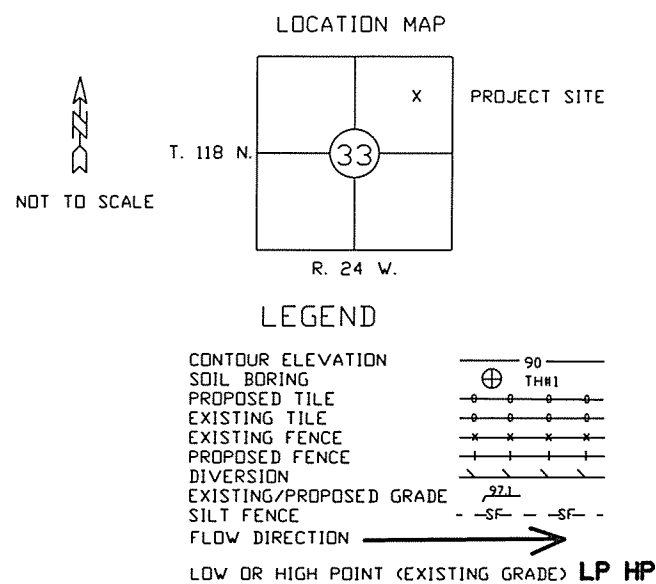 LOCATION MAP
N
NOT TO SCALE
X PROJECT SITE
T. 118 N. 33
R. 24 W.
LEGEND
CONTOUR ELEVATION 90
SOIL BORING TH#1
PROPOSED TILE
EXISTING TILE
EXISTING FENCE
PROPOSED FENCE
DIVERSION
EXISTING/PROPOSED GRADE 97.1
SILT FENCE SF SF
FLOW DIRECTION
LOW OR HIGH POINT (EXISTING GRADE) LP HP